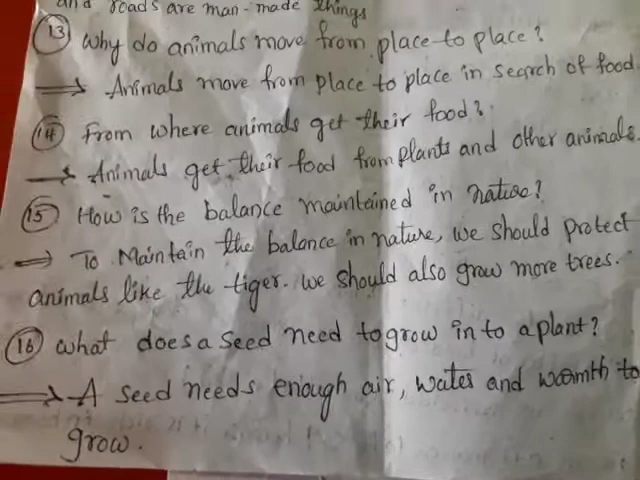 and roads are man-made things
13 Why do animals move from place to place?
⇒ Animals move from place to place in search of food
14 From where animals get their food?
→ Animals get their food from plants and other animals.
15 How is the balance maintained in nature?
⇒ To Maintain the balance in nature, we should protect
animals like the tiger. we should also grow more trees.
16 what does a seed need to grow in to a plant?
⇒ A seed needs enough air, water and warmth to
grow.